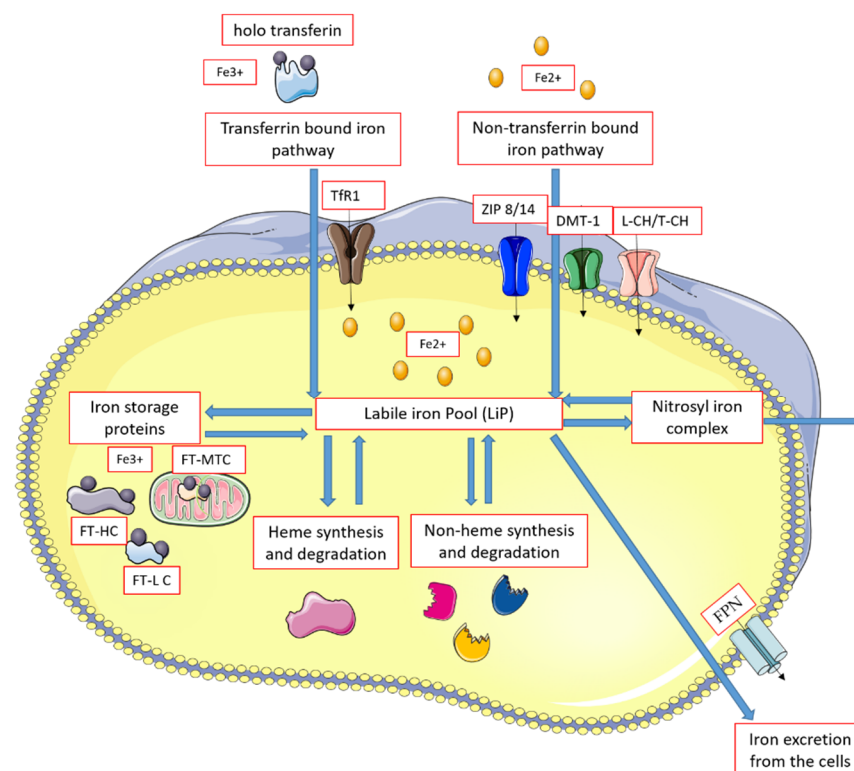 holo transferin
Fe3+
Fe2+
Transferrin bound iron
pathway
Non-transferrin bound
iron pathway
TfR1
ZIP 8/14
DMT-1
L-CH/T-CH
Fe2+
Iron storage
proteins
Labile iron Pool (LiP)
Nitrosyl iron
complex
Fe3+
FT-MTC
FT-HC
FT-L C
Heme synthesis
and degradation
Non-heme synthesis
and degradation
FPN
Iron excretion
from the cells